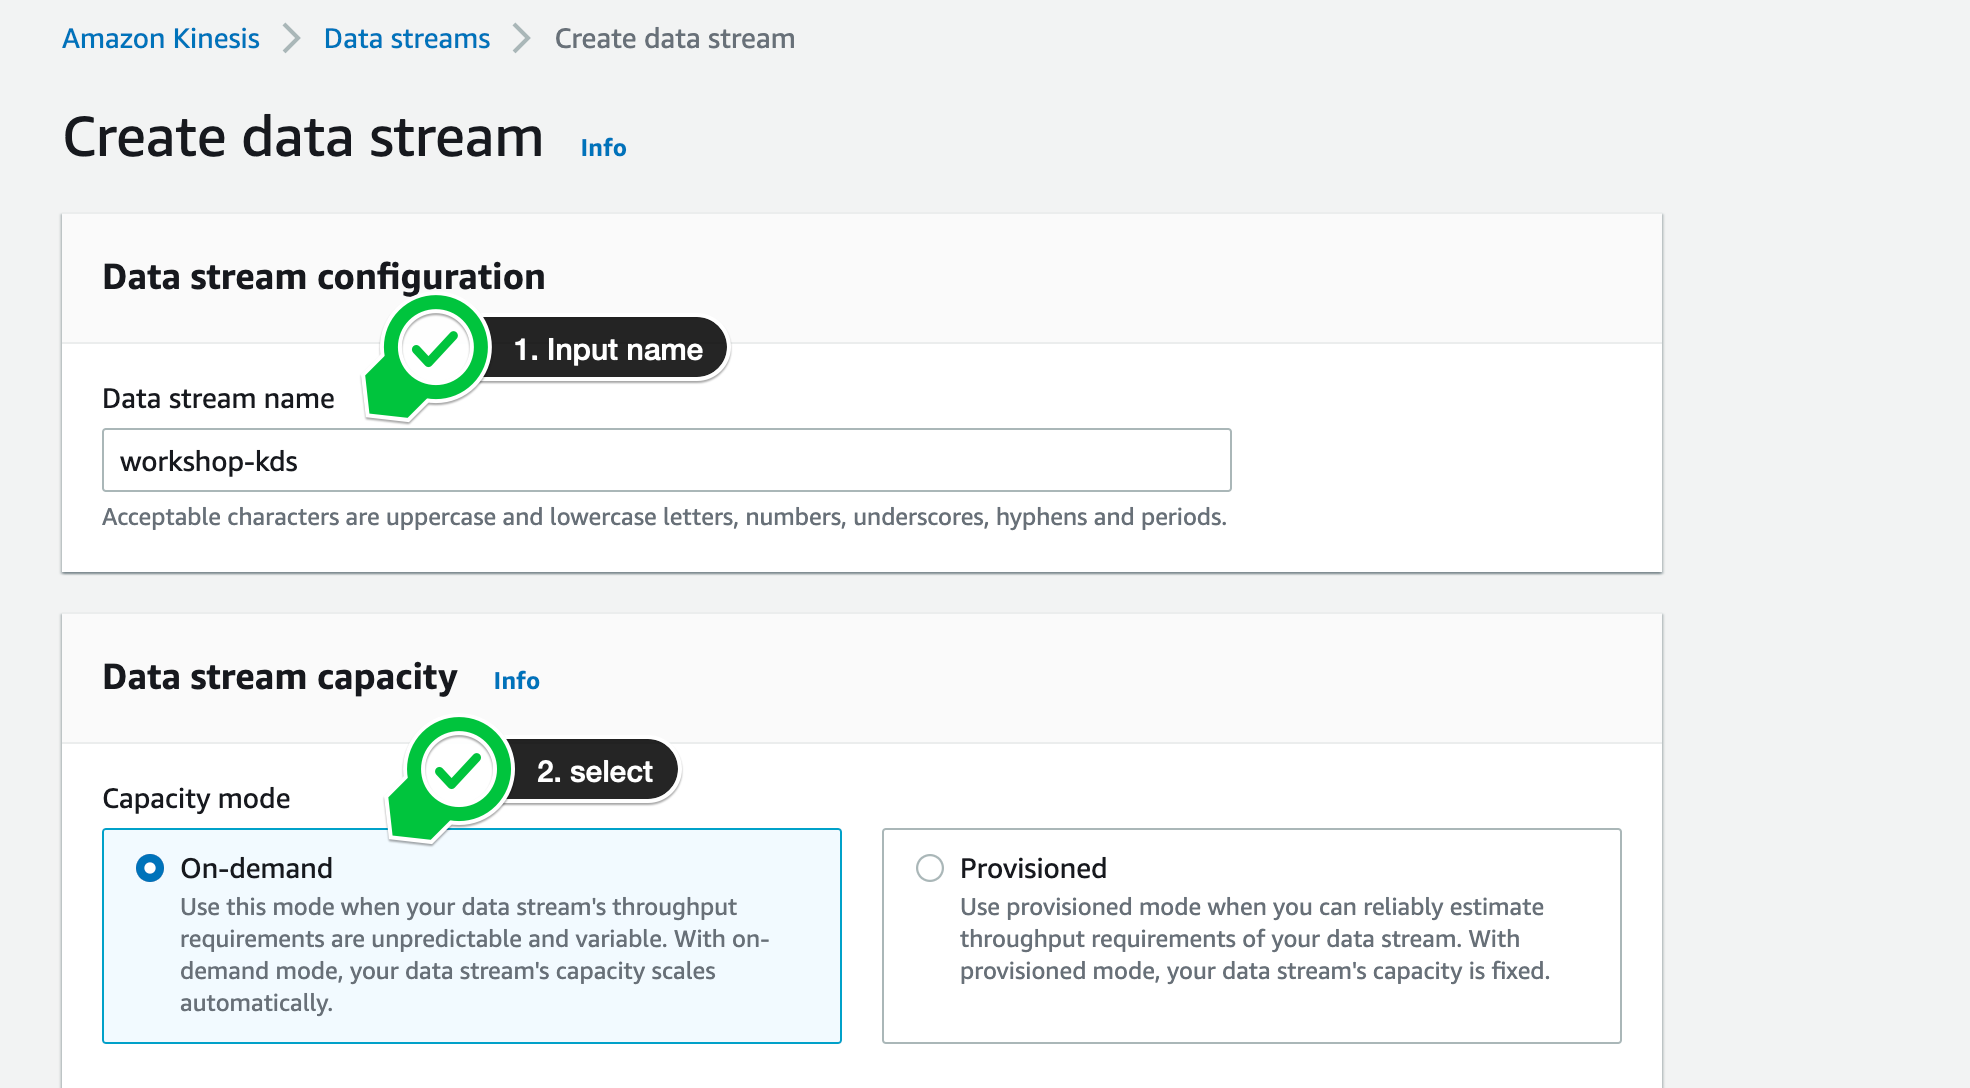 Amazon Kinesis > Data streams > Create data stream
Create data stream Info
Data stream configuration
1. Input name
Data stream name
workshop-kds
Acceptable characters are uppercase and lowercase letters, numbers, underscores, hyphens and periods.
Data stream capacity Info
2. select
Capacity mode
On-demand
Use this mode when your data stream's throughput
requirements are unpredictable and variable. With on-
demand mode, your data stream's capacity scales
automatically.
Provisioned
Use provisioned mode when you can reliably estimate
throughput requirements of your data stream. With
provisioned mode, your data stream's capacity is fixed.